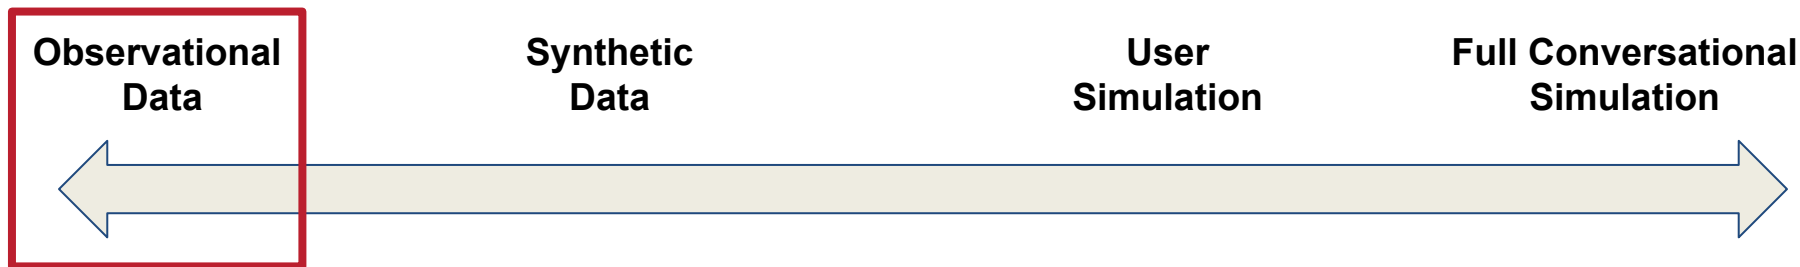 Observational
Data
Synthetic
Data
User
Simulation
Full Conversational
Simulation